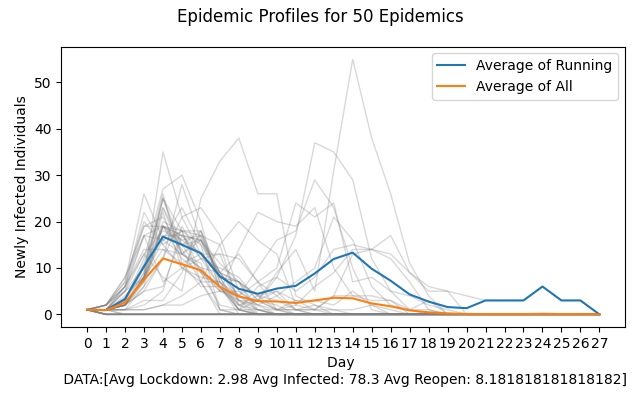 Epidemic Profiles for 50 Epidemics
Average of Running
Average of All
Newly Infected Individuals
50
40
30
20
10
0
0 1 2 3 4 5 6 7 8 9 10 11 12 13 14 15 16 17 18 19 20 21 22 23 24 25 26 27
Day
DATA:[Avg Lockdown: 2.98 Avg Infected: 78.3 Avg Reopen: 8.181818181818182]